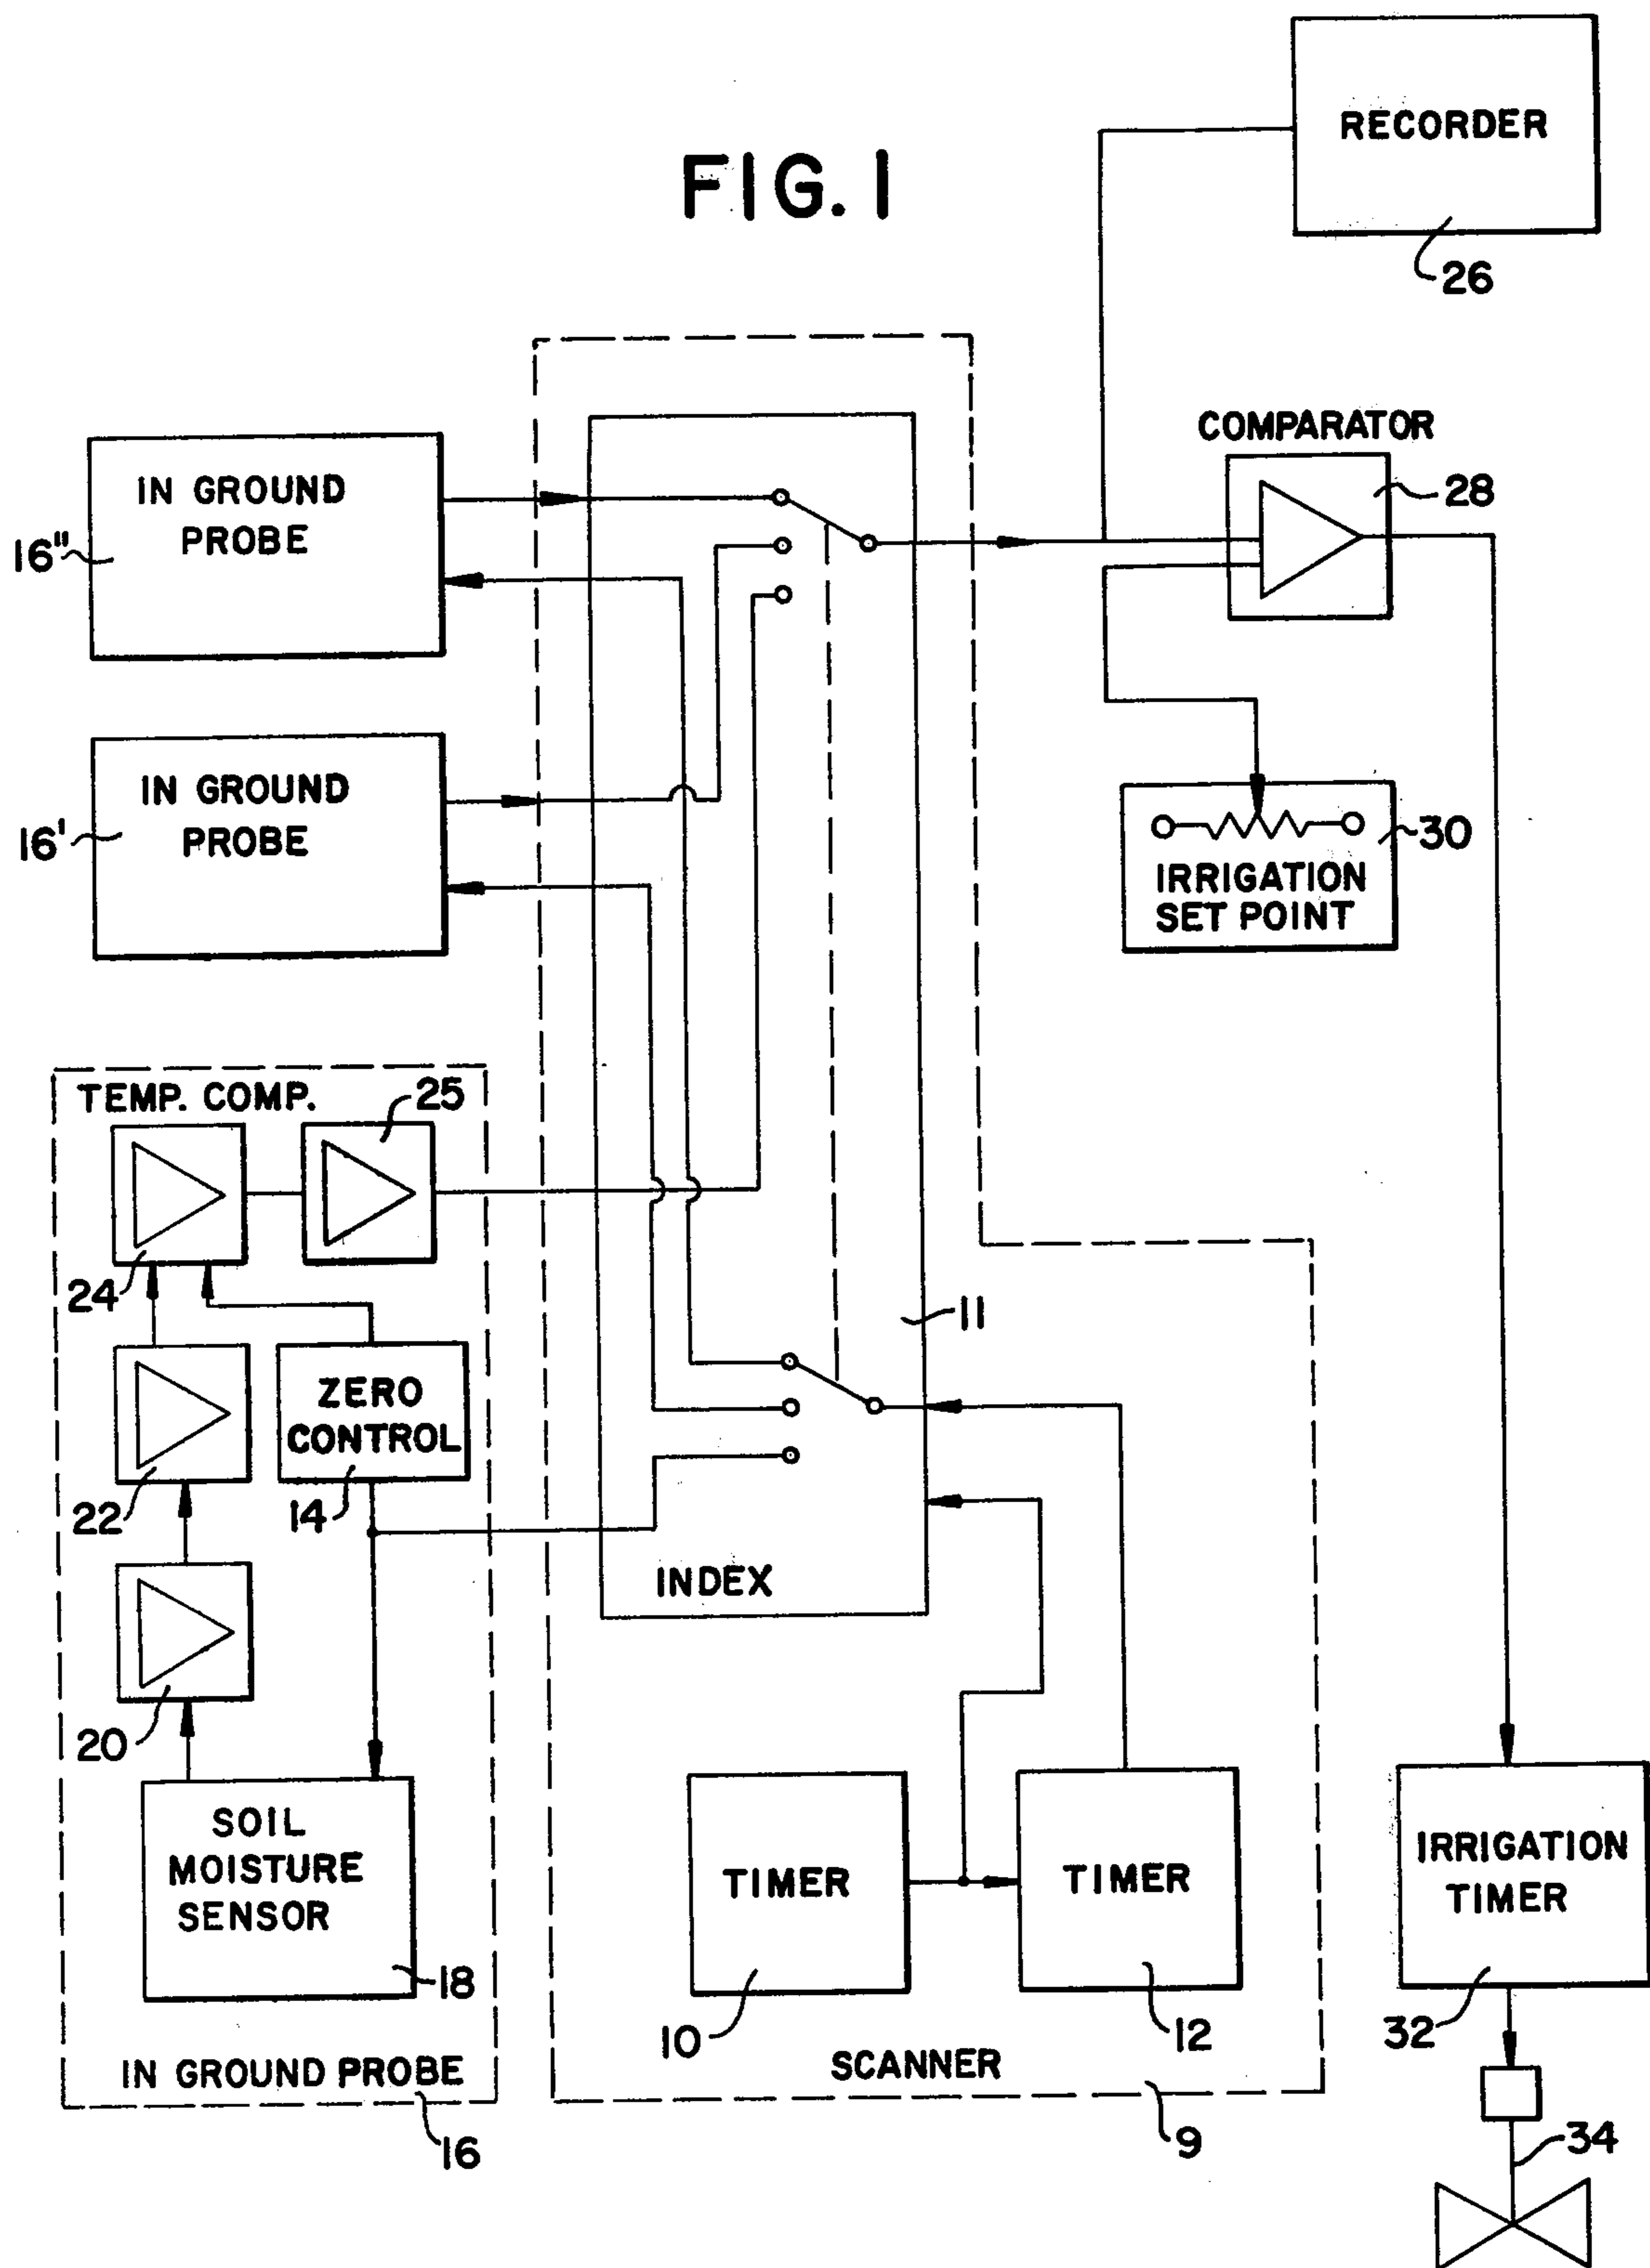 FIG. 1
RECORDER
26
COMPARATOR
28
IN GROUND
PROBE
16"
IN GROUND
PROBE
16'
30
IRRIGATION
SET POINT
TEMP. COMP.
25
24
11
ZERO
CONTROL
22
14
INDEX
20
SOIL
MOISTURE
SENSOR
18
TIMER
10
TIMER
12
IRRIGATION
TIMER
32
IN GROUND PROBE
16
SCANNER
9
34